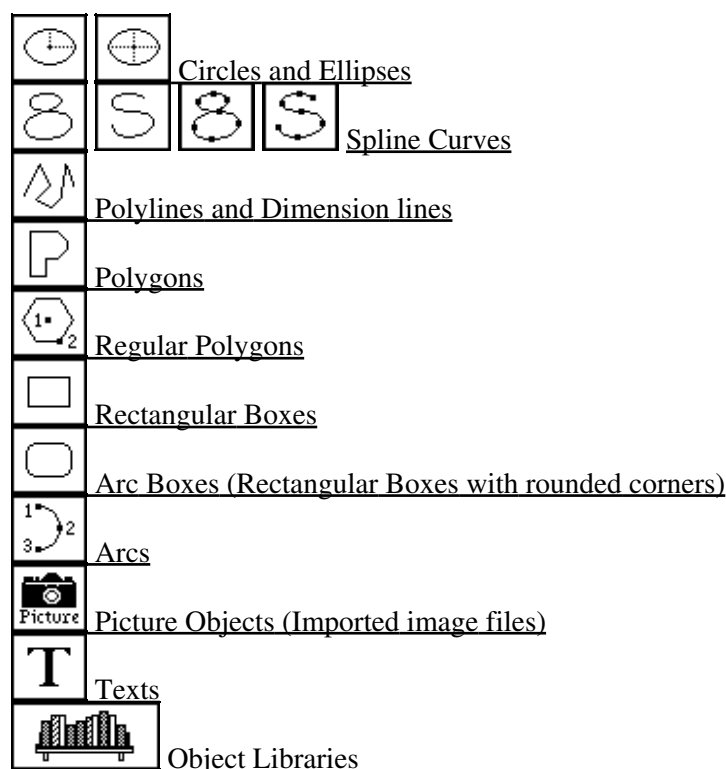 Circles and Ellipses
Spline Curves
Polylines and Dimension lines
Polygons
1 2 Regular Polygons
Rectangular Boxes
Arc Boxes (Rectangular Boxes with rounded corners)
1 2 3 Arcs
Picture Picture Objects (Imported image files)
T Texts
Object Libraries